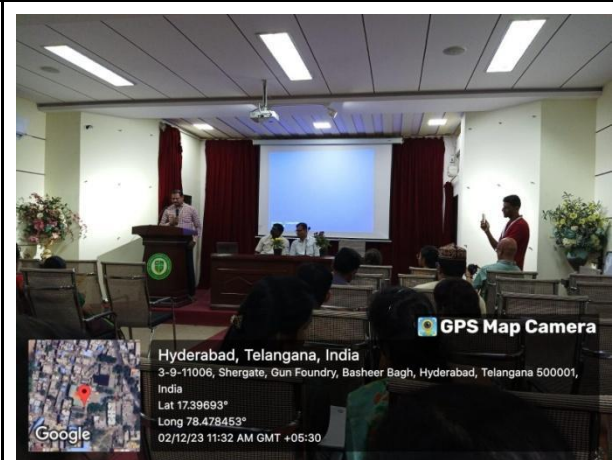 GPS Map Camera
Hyderabad, Telangana, India
3-9-11006, Shergate, Gun Foundry, Basheer Bagh, Hyderabad, Telangana 500001,
India
Lat 17.39693°
Long 78.478453°
02/12/23 11:32 AM GMT +05:30
Google